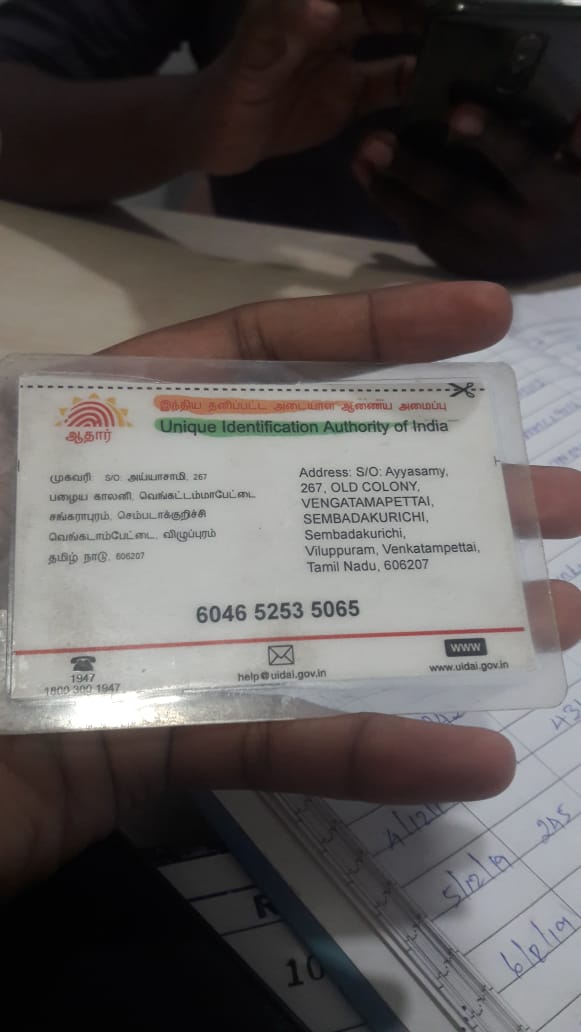 இந்திய தனிப்பட்ட அடையாள ஆணைய அமைப்பு
Unique Identification Authority of India
ஆதார்
முகவரி: S/O: அய்யாசாமி, 267
பழைய காலனி, வெங்கட்டம்மாபேட்டை
சங்கராபுரம், செம்படாக்குறிச்சி
வெங்கடாம்பேட்டை, விழுப்புரம்
தமிழ் நாடு, 606207
Address: S/O: Ayyasamy,
267, OLD COLONY,
VENGATAMAPETTAI,
SEMBADAKURICHI,
Sembadakurichi,
Viluppuram, Venkatampettai,
Tamil Nadu, 606207
6046 5253 5065
1947
1800 300 1947
help@uidai.gov.in
www
www.uidai.gov.in
5/12/19
245
6/12/19
10